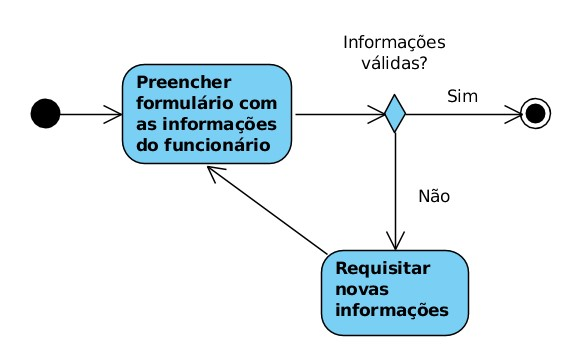 Informações
válidas?
Preencher
formulário com
as informações
do funcionário
Sim
Não
Requisitar
novas
informações